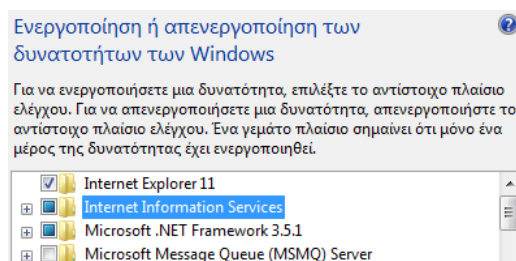 Ενεργοποίηση ή απενεργοποίηση των
δυνατοτήτων των Windows
Για να ενεργοποιήσετε μια δυνατότητα, επιλέξτε το αντίστοιχο πλαίσιο
ελέγχου. Για να απενεργοποιήσετε μια δυνατότητα, απενεργοποιήστε το
αντίστοιχο πλαίσιο ελέγχου. Ένα γεμάτο πλαίσιο σημαίνει ότι μόνο ένα
μέρος της δυνατότητας έχει ενεργοποιηθεί.
Internet Explorer 11
Internet Information Services
Microsoft .NET Framework 3.5.1
Microsoft Message Queue (MSMQ) Server